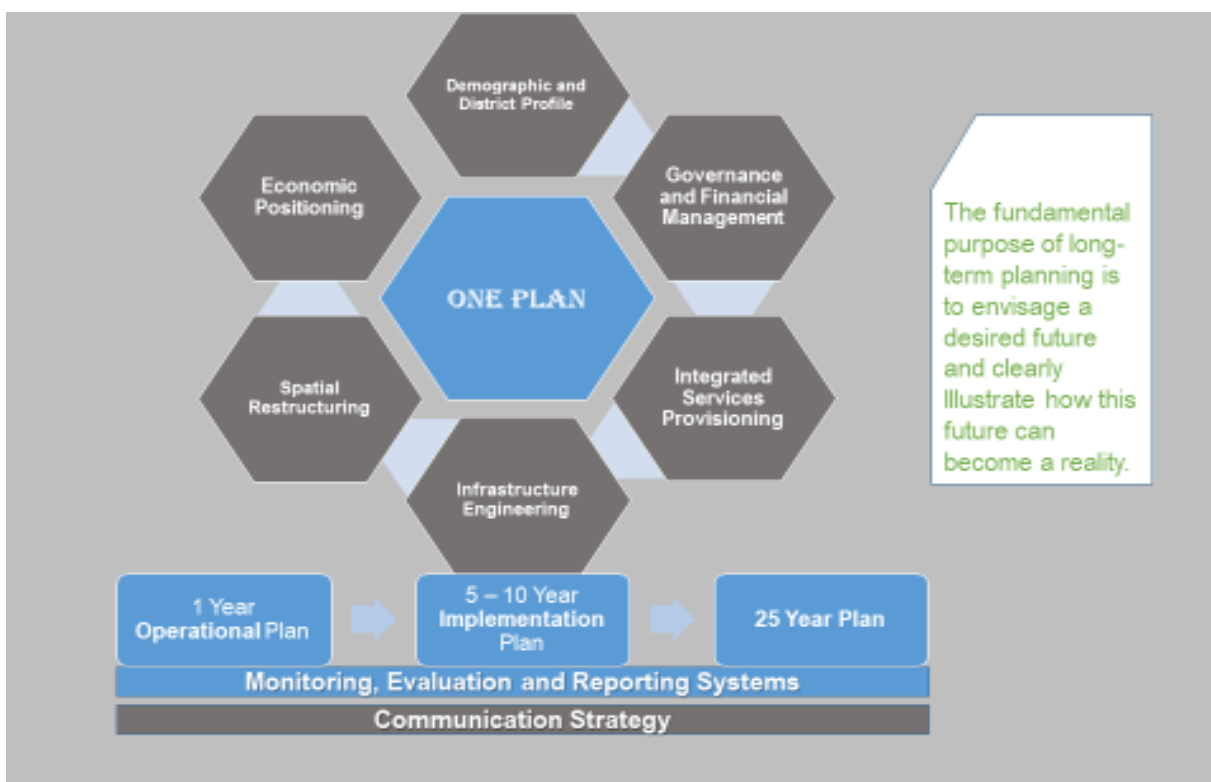 Demographic and
District Profile
Economic
Positioning
Governance
and Financial
Management
ONE PLAN
Spatial
Restructuring
Integrated
Services
Provisioning
Infrastructure
Engineering
The fundamental
purpose of long-
term planning is
to envisage a
desired future
and clearly
Illustrate how this
future can
become a reality.
1 Year
Operational Plan
5 – 10 Year
Implementation
Plan
25 Year Plan
Monitoring, Evaluation and Reporting Systems
Communication Strategy